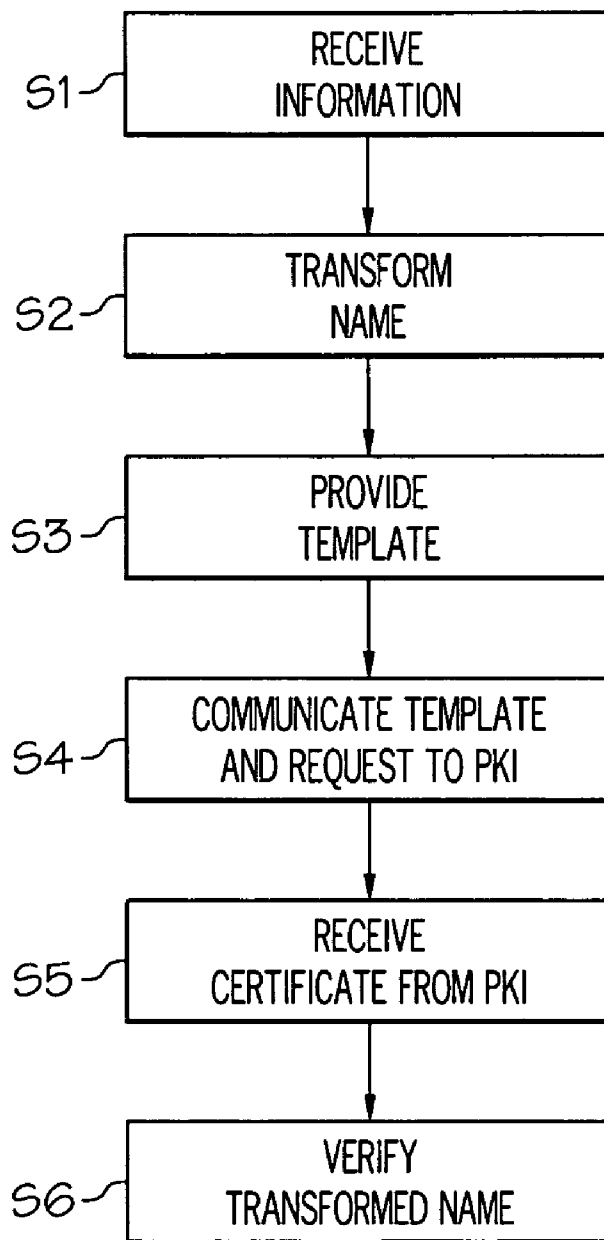 S1
RECEIVE
INFORMATION
S2
TRANSFORM
NAME
S3
PROVIDE
TEMPLATE
S4
COMMUNICATE TEMPLATE
AND REQUEST TO PKI
S5
RECEIVE
CERTIFICATE FROM PKI
S6
VERIFY
TRANSFORMED NAME